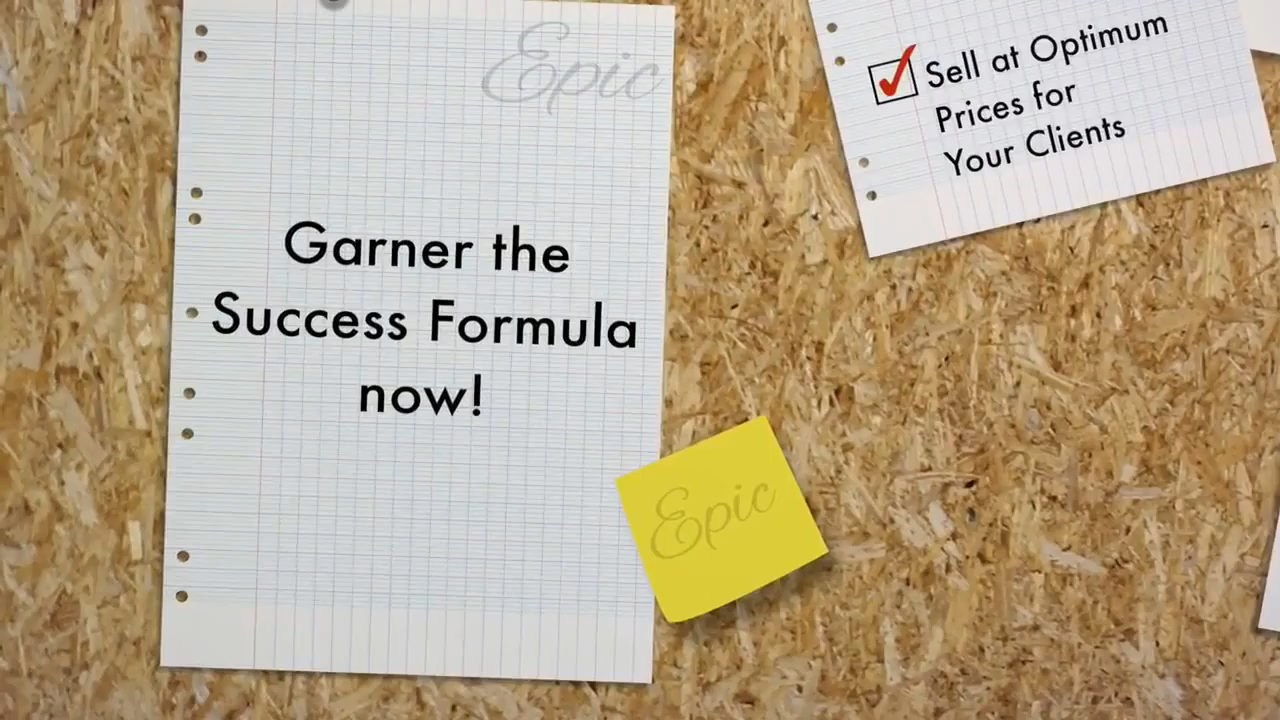 Epic
Garner the
Success Formula
now!
Sell at Optimum
Prices for
Your Clients
Epic